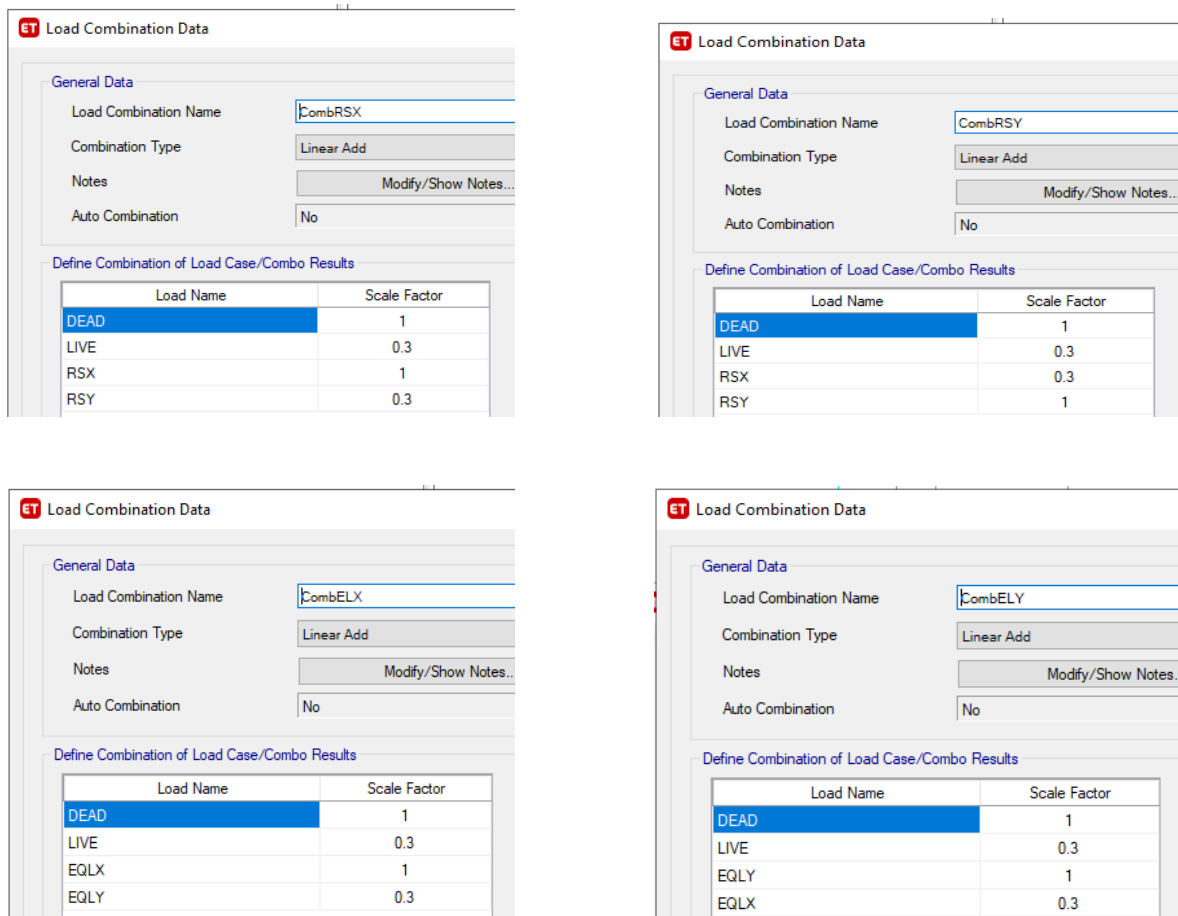 ET Load Combination Data
General Data
Load Combination Name CombRSX
Combination Type Linear Add
Notes Modify/Show Notes...
Auto Combination No
Define Combination of Load Case/Combo Results
Load Name Scale Factor
DEAD 1
LIVE 0.3
RSX 1
RSY 0.3
ET Load Combination Data
General Data
Load Combination Name CombRSY
Combination Type Linear Add
Notes Modify/Show Notes...
Auto Combination No
Define Combination of Load Case/Combo Results
Load Name Scale Factor
DEAD 1
LIVE 0.3
RSX 0.3
RSY 1
ET Load Combination Data
General Data
Load Combination Name CombELX
Combination Type Linear Add
Notes Modify/Show Notes..
Auto Combination No
Define Combination of Load Case/Combo Results
Load Name Scale Factor
DEAD 1
LIVE 0.3
EQLX 1
EQLY 0.3
ET Load Combination Data
General Data
Load Combination Name CombELY
Combination Type Linear Add
Notes Modify/Show Notes.
Auto Combination No
Define Combination of Load Case/Combo Results
Load Name Scale Factor
DEAD 1
LIVE 0.3
EQLY 1
EQLX 0.3